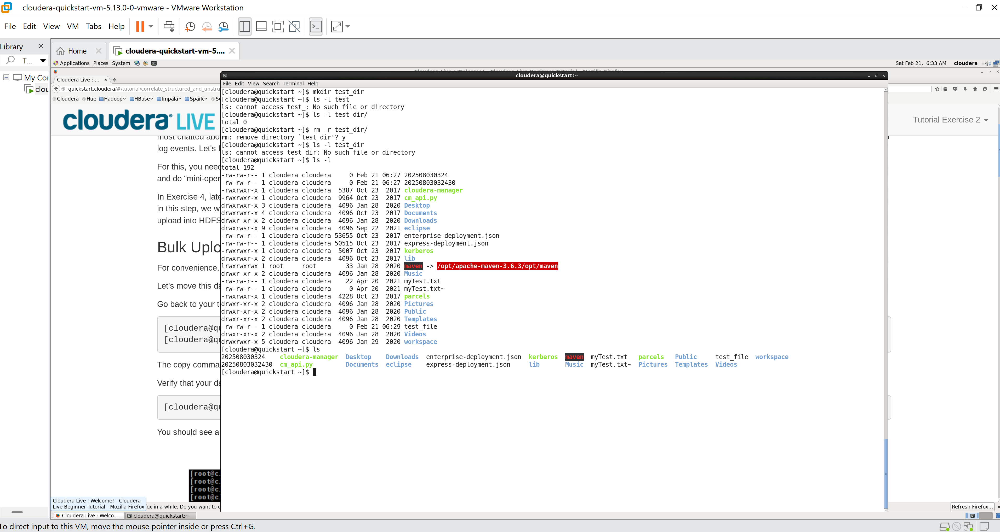 cloudera-quickstart-vm-5.13.0-0-vmware - VMware Workstation
File Edit View VM Tabs Help
Library
T...
My Cor
clou
Home
cloudera-quickstart-vm-5....
Applications Places System
Sat Feb 21, 6:33 AM cloudera
Cloudera Live : ...
quickstart.cloudera/#/tutorial/correlate_structured_and_unstru
Cloudera Hue Hadoop HBase Impala Spark
cloudera LIVE
Tutorial Exercise 2
most chatted abo
log events. Let's f
For this, you need
and do “mini-oper
In Exercise 4, late
in this step, we w
upload into HDFS
Bulk Uplo
For convenience,
Let's move this da
Go back to your te
[cloudera@qu
[cloudera@qu
The copy comma
Verify that your da
[cloudera@qu
You should see a
[root@c
[root@c
[root@c
[root@c
cloudera@quickstart:~
File Edit View Search Terminal Help
[cloudera@quickstart ~]$ mkdir test_dir
[cloudera@quickstart ~]$ ls -l test_
ls: cannot access test_: No such file or directory
[cloudera@quickstart ~]$ ls -l test_dir/
total 0
[cloudera@quickstart ~]$ rm -r test_dir/
rm: remove directory `test_dir'? y
[cloudera@quickstart ~]$ ls -l test_dir
ls: cannot access test_dir: No such file or directory
[cloudera@quickstart ~]$ ls -l
total 192
-rw-rw-r-- 1 cloudera cloudera     0 Feb 21 06:27 202508030324
-rw-rw-r-- 1 cloudera cloudera     0 Feb 21 06:27 20250803032430
-rwxrwxr-x 1 cloudera cloudera  5387 Oct 23  2017 cloudera-manager
-rwxrwxr-x 1 cloudera cloudera  9964 Oct 23  2017 cm_api.py
drwxrwxr-x 3 cloudera cloudera  4096 Jan 28  2020 Desktop
drwxrwxr-x 4 cloudera cloudera  4096 Oct 23  2017 Documents
drwxr-xr-x 2 cloudera cloudera  4096 Jan 28  2020 Downloads
drwxrwsr-x 9 cloudera cloudera  4096 Sep 22  2021 eclipse
-rw-rw-r-- 1 cloudera cloudera 53655 Oct 23  2017 enterprise-deployment.json
-rw-rw-r-- 1 cloudera cloudera 50515 Oct 23  2017 express-deployment.json
-rwxrwxr-x 1 cloudera cloudera  5007 Oct 23  2017 kerberos
drwxrwxr-x 2 cloudera cloudera  4096 Oct 23  2017 lib
lrwxrwxrwx 1 root     root        33 Jan 28  2020 maven -> /opt/apache-maven-3.6.3/opt/maven
drwxr-xr-x 2 cloudera cloudera  4096 Jan 28  2020 Music
-rw-rw-r-- 1 cloudera cloudera    22 Apr 20  2021 myTest.txt
-rw-rw-r-- 1 cloudera cloudera     0 Apr 20  2021 myTest.txt~
-rwxrwxr-x 1 cloudera cloudera  4228 Oct 23  2017 parcels
drwxr-xr-x 2 cloudera cloudera  4096 Jan 28  2020 Pictures
drwxr-xr-x 2 cloudera cloudera  4096 Jan 28  2020 Public
drwxr-xr-x 2 cloudera cloudera  4096 Jan 28  2020 Templates
-rw-rw-r-- 1 cloudera cloudera     0 Feb 21 06:29 test_file
drwxr-xr-x 2 cloudera cloudera  4096 Jan 28  2020 Videos
drwxrwxr-x 5 cloudera cloudera  4096 Jan 29  2020 workspace
[cloudera@quickstart ~]$ ls
202508030324    cloudera-manager  Desktop    Downloads  enterprise-deployment.json  kerberos  maven  myTest.txt   parcels   Public     test_file  workspace
20250803032430  cm_api.py         Documents  eclipse    express-deployment.json     lib       Music  myTest.txt~  Pictures  Templates  Videos
[cloudera@quickstart ~]$
Cloudera Live : Welcome! - Cloudera
Live Beginner Tutorial - Mozilla Firefox
ox in a while. Do you want to c
Refresh Firefox...
Cloudera Live : Welco...
cloudera@quickstart:~
To direct input to this VM, move the mouse pointer inside or press Ctrl+G.